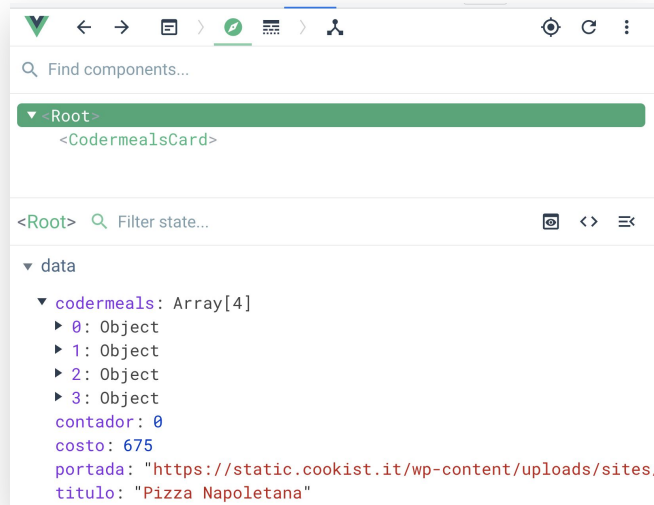 Find components...
<Root>
<CodermealsCard>
<Root> Filter state...
data
codermeals: Array[4]
0: Object
1: Object
2: Object
3: Object
contador: 0
costo: 675
portada: "https://static.cookist.it/wp-content/uploads/sites/
titulo: "Pizza Napoletana"